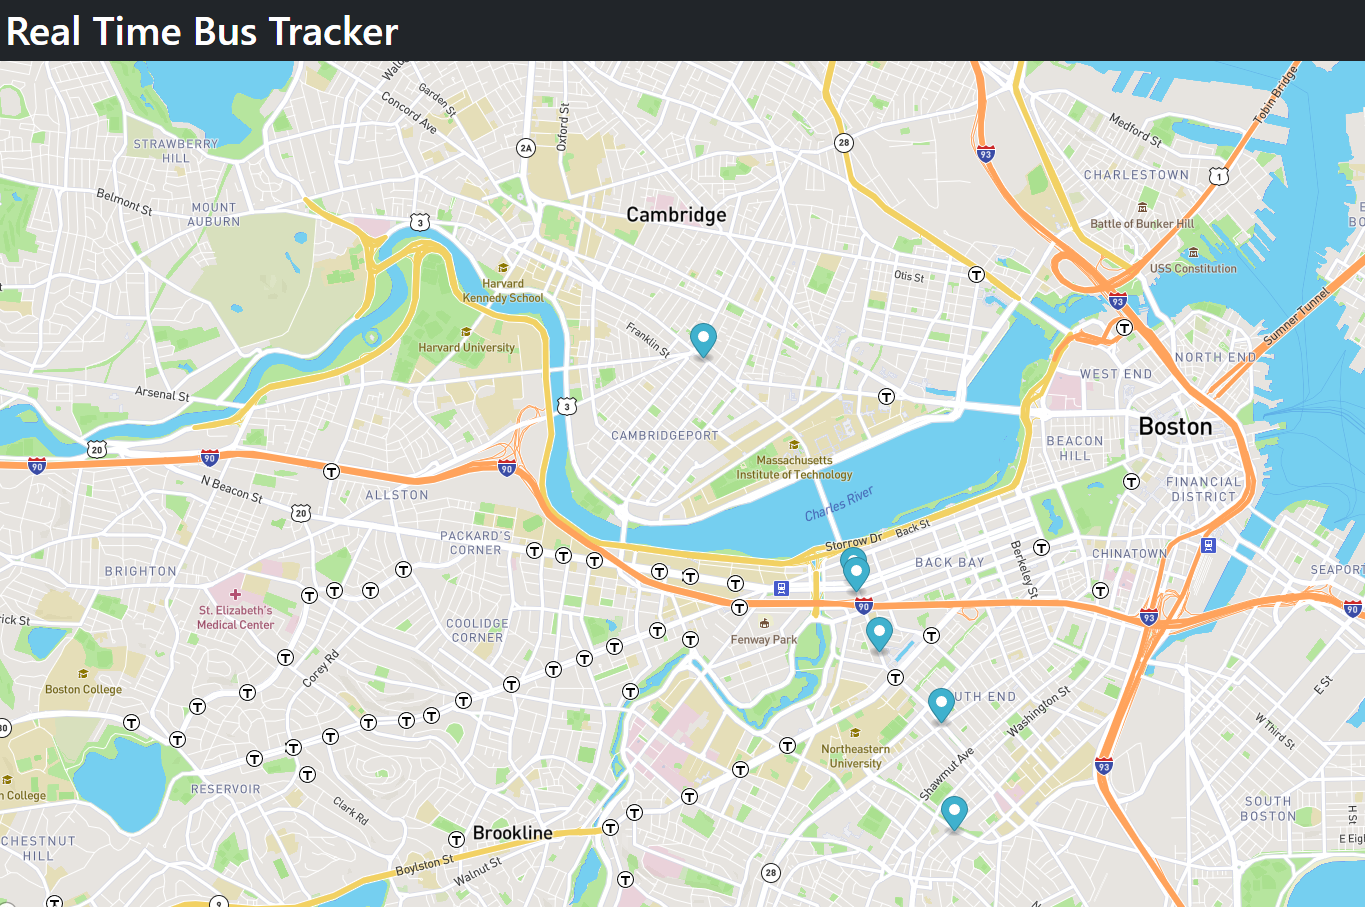 Real Time Bus Tracker
Garden St
Concord Ave
Oxford St
Tobin Bridge
Medford St
STRAWBERRY
HILL
2A
28
93
CHARLESTOWN
1
Belmont St
MOUNT
AUBURN
3
Cambridge
Battle of Bunker Hill
USS Constitution
Harvard
Kennedy School
Otis St
T
93
Sumner Tunnel
Harvard University
Franklin St
T
NORTH END
WEST END
Arsenal St
3
T
CAMBRIDGEPORT
Boston
BEACON
HILL
20
90
90
90
T
Massachusetts
Institute of Technology
N Beacon St
ALLSTON
20
Charles River
T
FINANCIAL
DISTRICT
PACKARD'S
CORNER
Storrow Dr
Back St
BACK BAY
Berkeley St
T
CHINATOWN
SEAPORT
BRIGHTON
T
T
T
T
T
T
T
T
T
T
T
T
St. Elizabeth's
Medical Center
90
93
90
COOLIDGE
CORNER
Fenway Park
T
T
T
T
T
T
Corey Rd
T
T
T
T
Boston College
T
T
T
UTH END
Washington St
E St
W Third St
T
T
T
T
T
T
T
T
T
T
T
Northeastern
University
T
T
Shawmut Ave
93
n College
RESERVOIR
T
T
Clark Rd
SOUTH
BOSTON
H St
E Eig
CHESTNUT
HILL
T
Brookline
T
T
Boylston St
Walnut St
28
T
T
9